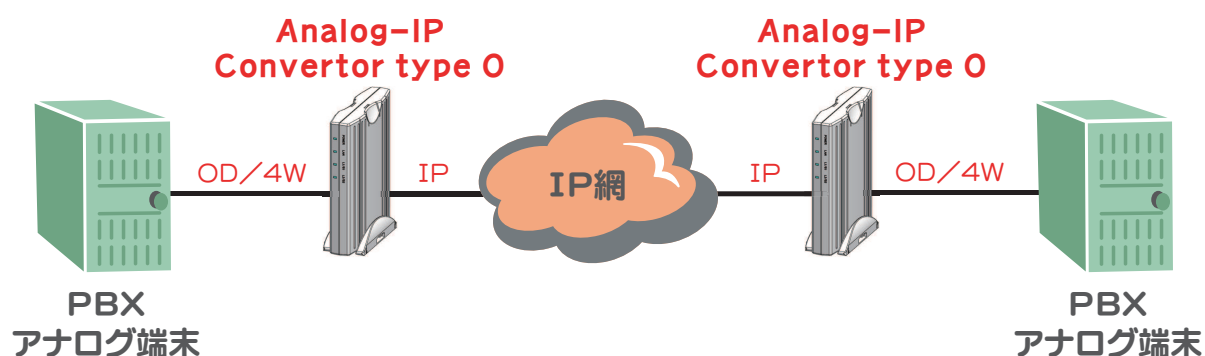 Analog-IP
Convertor type O
Analog-IP
Convertor type O
OD／4W
IP
IP網
IP
OD／4W
PBX
アナログ端末
PBX
アナログ端末